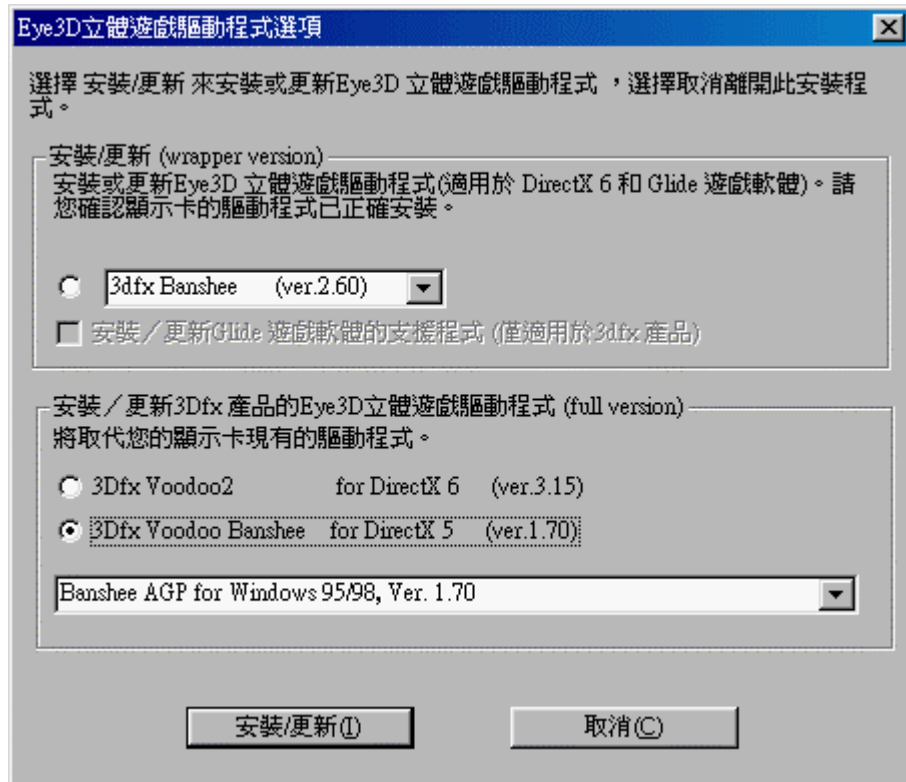 Eye3D立體遊戲驅動程式選項
選擇 安裝/更新 來安裝或更新Eye3D 立體遊戲驅動程式 ，選擇取消離開此安裝程
式。
安裝/更新 (wrapper version)
安裝或更新Eye3D 立體遊戲驅動程式(適用於 DirectX 6 和 Glide 遊戲軟體)。請
您確認顯示卡的驅動程式已正確安裝。
3dfx Banshee (ver.2.60)
安裝／更新Glide 遊戲軟體的支援程式 (僅適用於3dfx 產品)
安裝／更新3Dfx 產品的Eye3D立體遊戲驅動程式 (full version)
將取代您的顯示卡現有的驅動程式。
3Dfx Voodoo2 for DirectX 6 (ver.3.15)
3Dfx Voodoo Banshee for DirectX 5 (ver.1.70)
Banshee AGP for Windows 95/98, Ver. 1.70
安裝/更新(I) 取消(C)